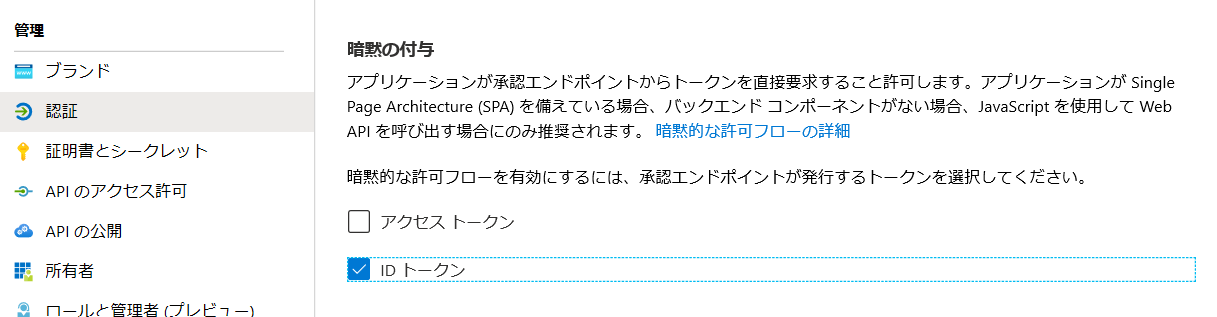 管理
ブランド
認証
証明書とシークレット
API のアクセス許可
API の公開
所有者
ロールと管理者 (プレビュー)
暗黙の付与
アプリケーションが承認エンドポイントからトークンを直接要求すること許可します。アプリケーションが Single
Page Architecture (SPA) を備えている場合、バックエンド コンポーネントがない場合、JavaScript を使用して Web
API を呼び出す場合にのみ推奨されます。 暗黙的な許可フローの詳細
暗黙的な許可フローを有効にするには、承認エンドポイントが発行するトークンを選択してください。
アクセス トークン
ID トークン